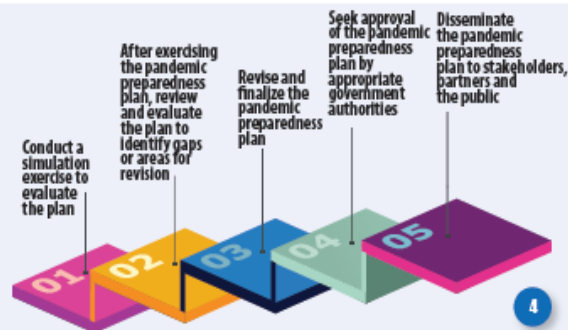 Conduct a
simulation
exercise to
evaluate
the plan
01
After exercising
the pandemic
preparedness
plan, review
and evaluate
the plan to
identify gaps
or areas for
revision
02
Revise and
finalize the
pandemic
preparedness
plan
03
Seek approval
of the pandemic
preparedness
plan by
appropriate
government
authorities
04
Disseminate
the pandemic
preparedness
plan to stakeholders,
partners and
the public
05
4